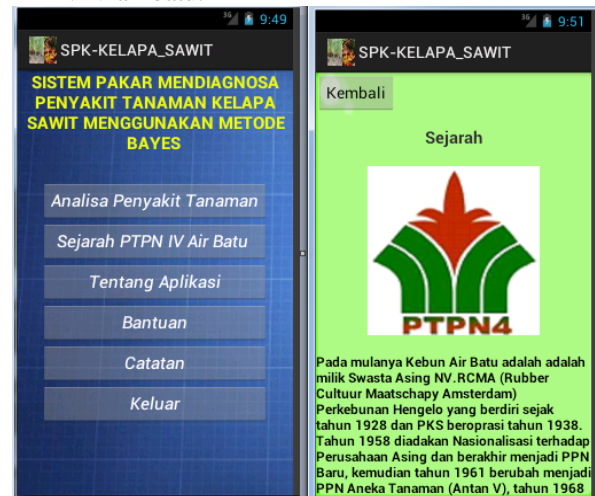 36 9:49
SPK-KELAPA_SAWIT
SISTEM PAKAR MENDIAGNOSA
PENYAKIT TANAMAN KELAPA
SAWIT MENGGUNAKAN METODE
BAYES
Analisa Penyakit Tanaman
Sejarah PTPN IV Air Batu
Tentang Aplikasi
Bantuan
Catatan
Keluar
36 9:51
SPK-KELAPA_SAWIT
Kembali
Sejarah
PTPN4
Pada mulanya Kebun Air Batu adalah adalah
milik Swasta Asing NV.RCMA (Rubber
Cultuur Maatschapy Amsterdam)
Perkebunan Hengelo yang berdiri sejak
tahun 1928 dan PKS beroprasi tahun 1938.
Tahun 1958 diadakan Nasionalisasi terhadap
Perusahaan Asing dan berakhir menjadi PPN
Baru, kemudian tahun 1961 berubah menjadi
PPN Aneka Tanaman (Antan V), tahun 1968